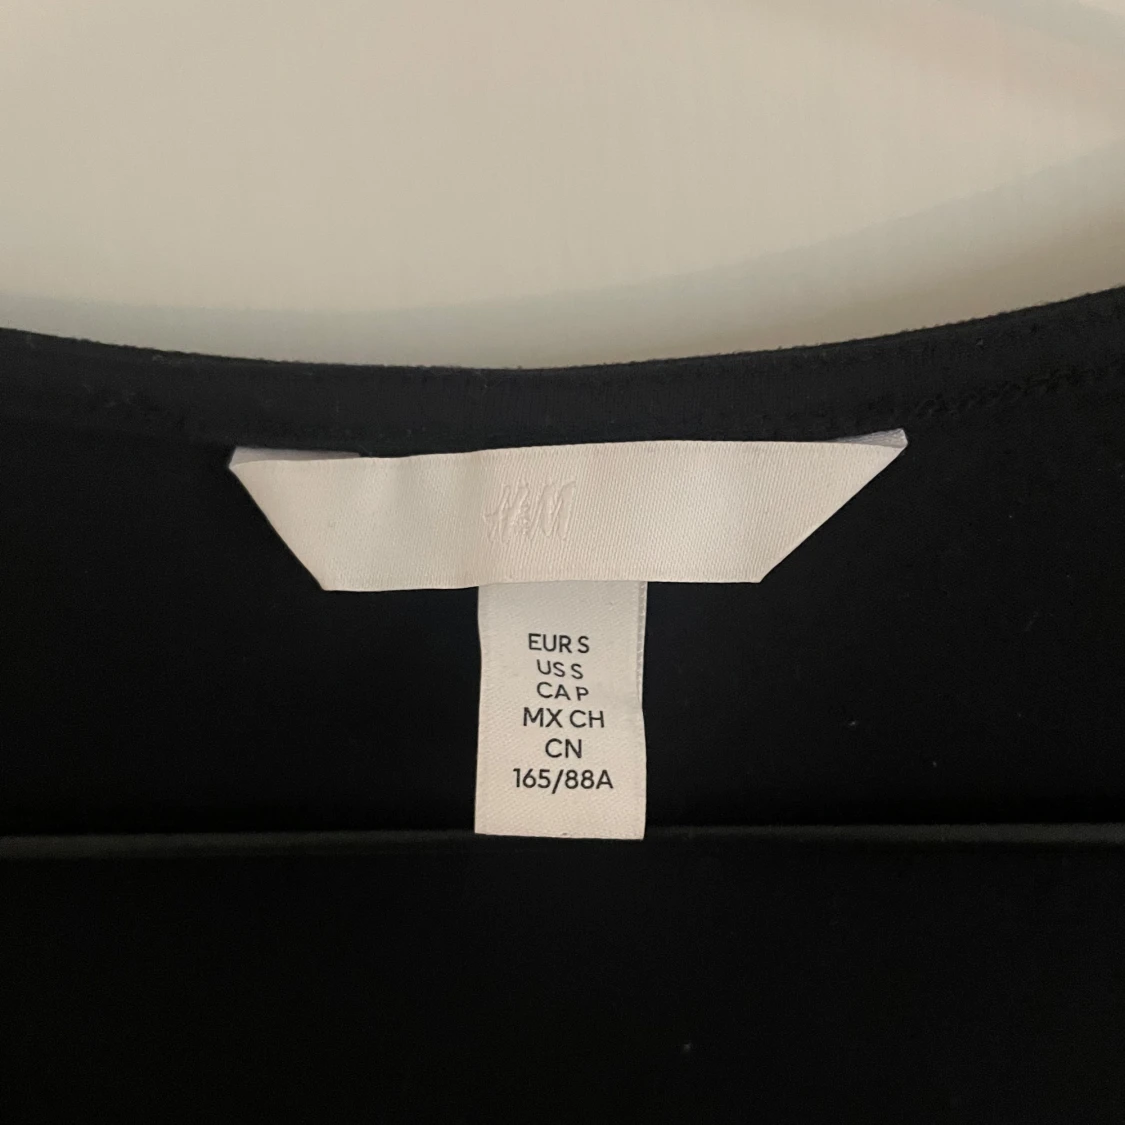 H&M
EUR S
US S
CA P
MX CH
CN
165/88A